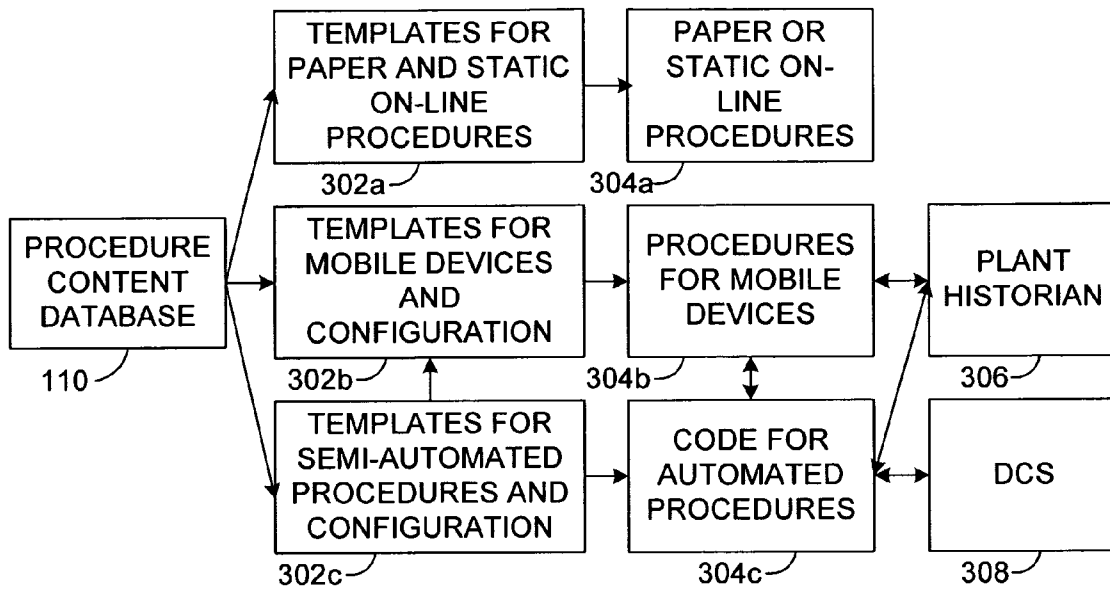 TEMPLATES FOR
PAPER AND STATIC
ON-LINE
PROCEDURES
302a
PAPER OR
STATIC ON-
LINE
PROCEDURES
304a
PROCEDURE
CONTENT
DATABASE
110
TEMPLATES FOR
MOBILE DEVICES
AND
CONFIGURATION
302b
PROCEDURES
FOR MOBILE
DEVICES
304b
PLANT
HISTORIAN
306
TEMPLATES FOR
SEMI-AUTOMATED
PROCEDURES AND
CONFIGURATION
302c
CODE FOR
AUTOMATED
PROCEDURES
304c
DCS
308